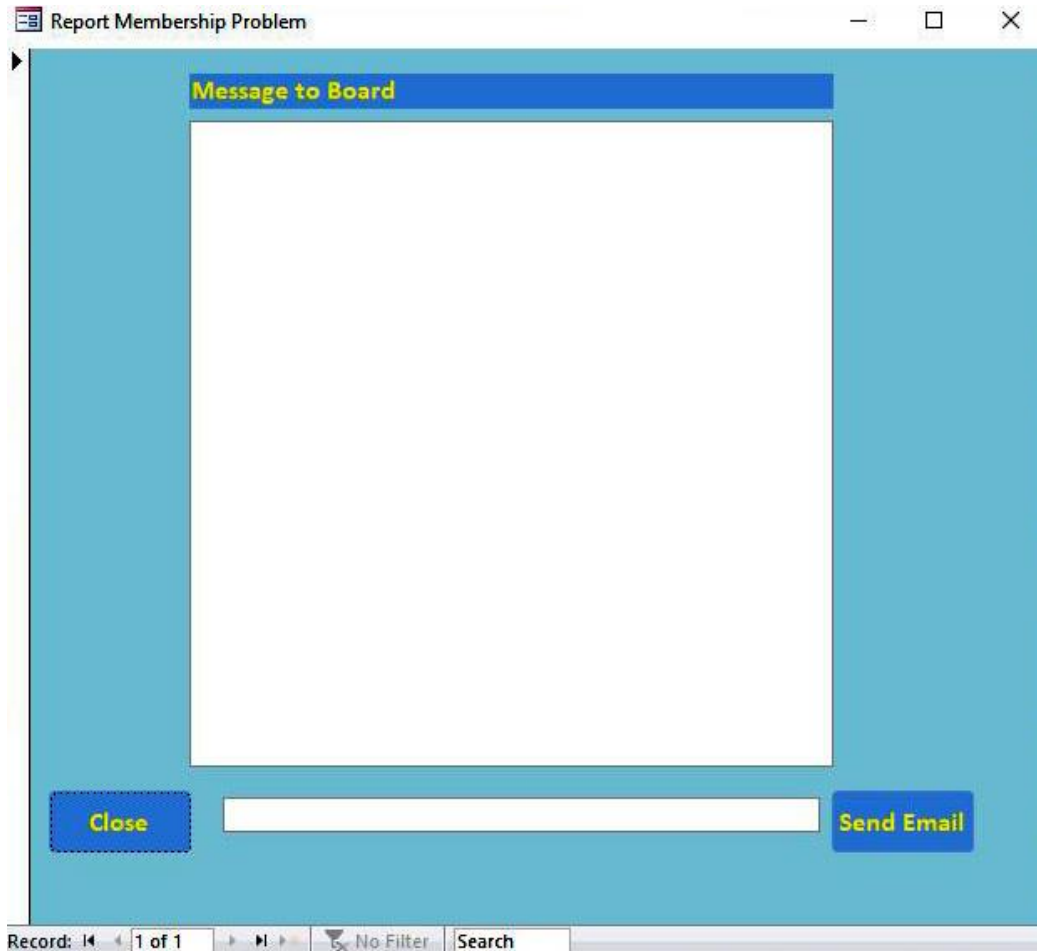 Report Membership Problem
Message to Board
Close
Send Email
Record: 1 of 1 No Filter Search